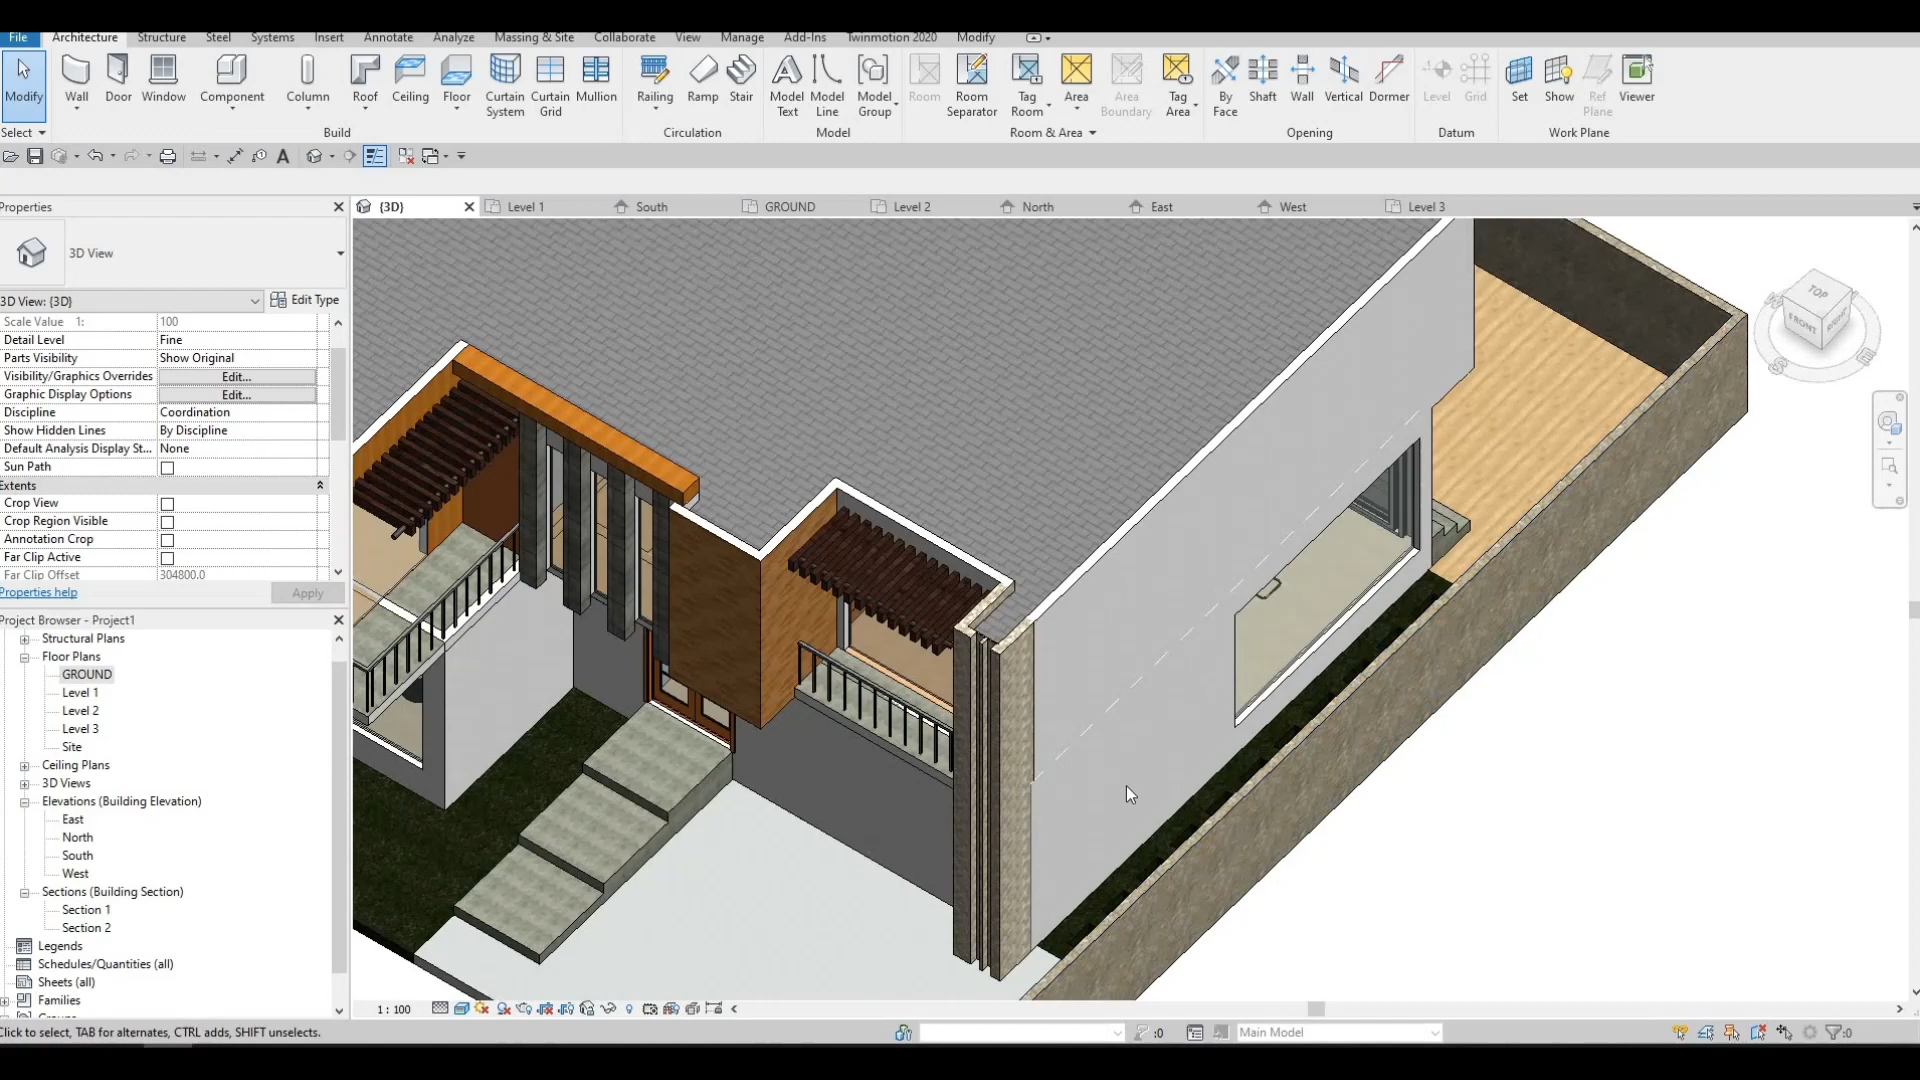 File Architecture Structure Steel Systems Insert Annotate Analyze Massing & Site Collaborate View Manage Add-Ins Twinmotion 2020 Modify
Modify Wall Door Window Component Column Roof Ceiling Floor Curtain System Curtain Grid Mullion Railing Ramp Stair Model Text Model Line Model Group Room Room Separator Tag Room Area Area Boundary Tag Area By Face Shaft Wall Vertical Dormer Level Grid Set Show Ref Plane Viewer
Select Build Circulation Model Room & Area Opening Datum Work Plane
Properties
{3D} Level 1 South GROUND Level 2 North East West Level 3
3D View
3D View: {3D} Edit Type
Scale Value 1: 100
Detail Level Fine
Parts Visibility Show Original
Visibility/Graphics Overrides Edit...
Graphic Display Options Edit...
Discipline Coordination
Show Hidden Lines By Discipline
Default Analysis Display St... None
Sun Path
Extents
Crop View
Crop Region Visible
Annotation Crop
Far Clip Active
Far Clip Offset 304800.0
Properties help Apply
TOP
FRONT
RIGHT
S
E
Project Browser - Project1
Structural Plans
Floor Plans
GROUND
Level 1
Level 2
Level 3
Site
Ceiling Plans
3D Views
Elevations (Building Elevation)
East
North
South
West
Sections (Building Section)
Section 1
Section 2
Legends
Schedules/Quantities (all)
Sheets (all)
Families
1 : 100
Click to select, TAB for alternates, CTRL adds, SHIFT unselects.
:0
Main Model
:0